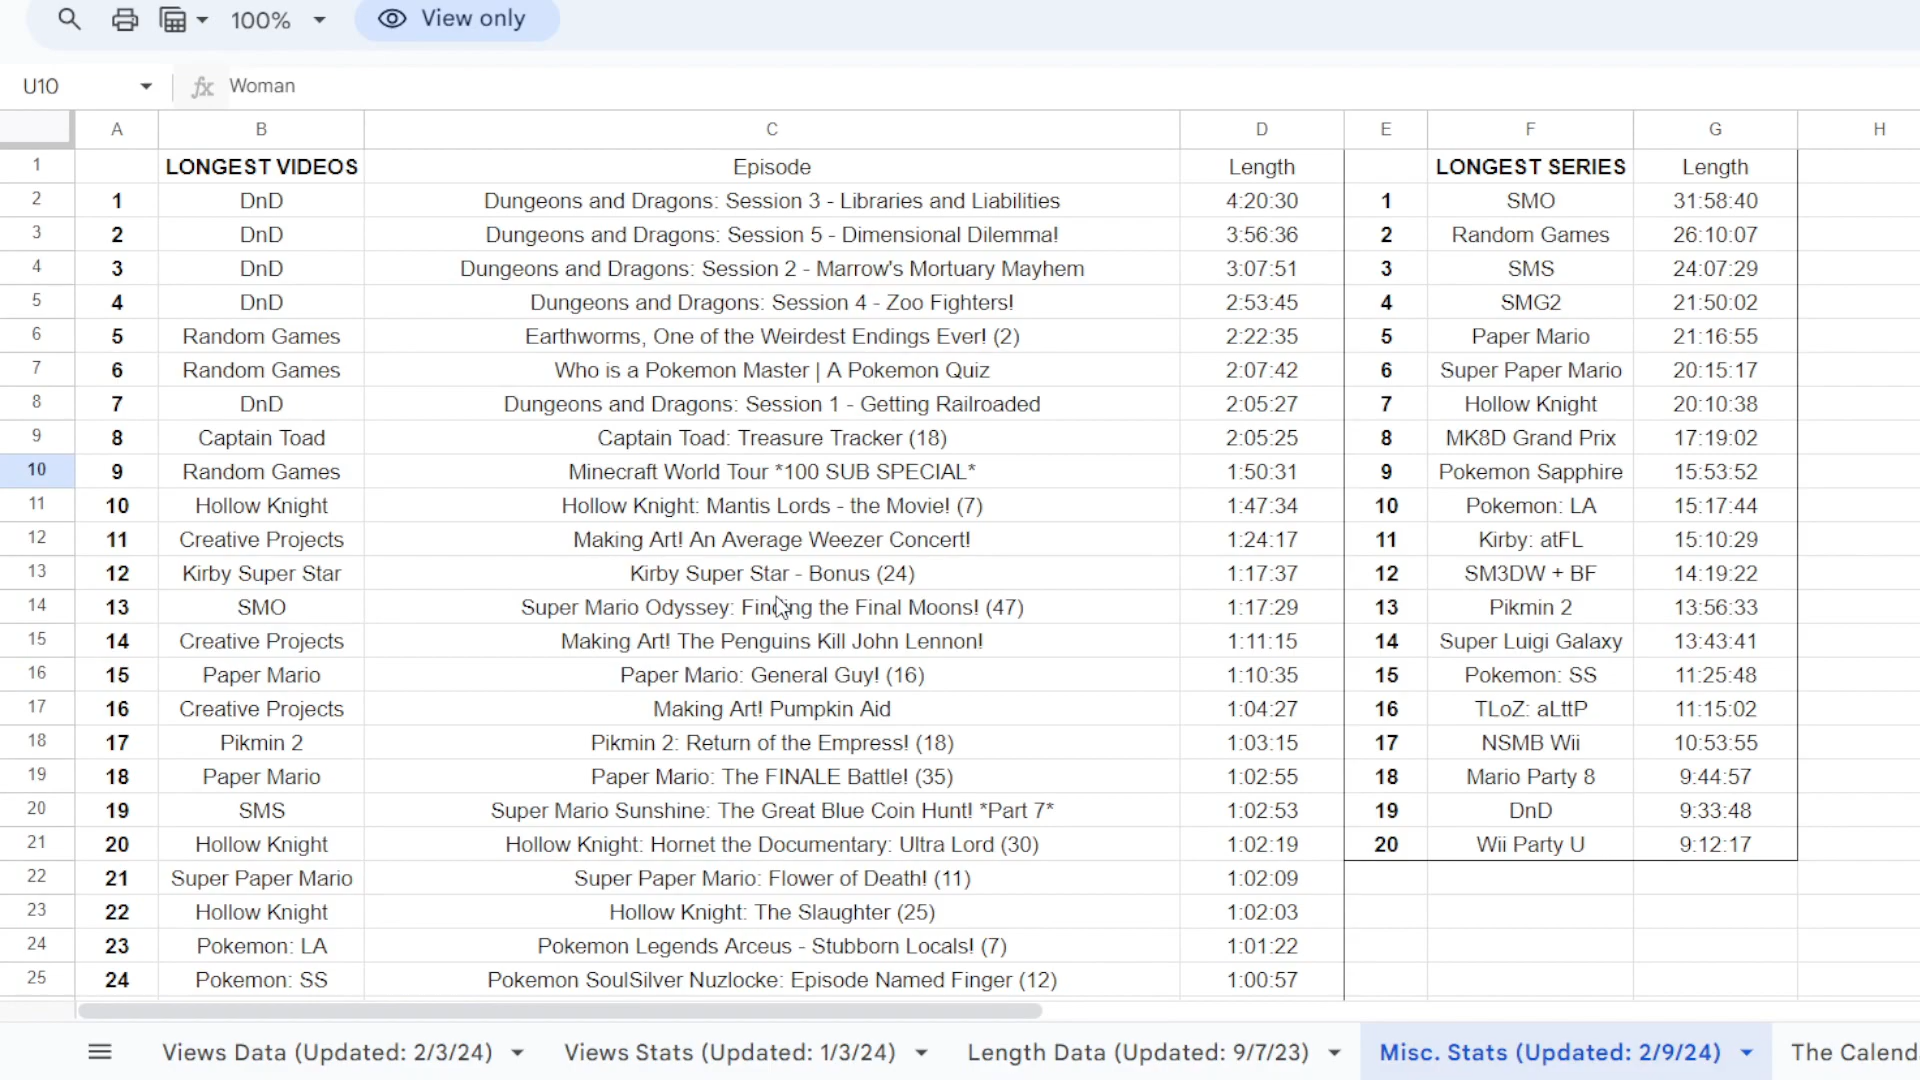 100%
View only
U10
fx
Woman
A B C D E F G H
1 LONGEST VIDEOS Episode Length LONGEST SERIES Length
2 1 DnD Dungeons and Dragons: Session 3 - Libraries and Liabilities 4:20:30 1 SMO 31:58:40
3 2 DnD Dungeons and Dragons: Session 5 - Dimensional Dilemma! 3:56:36 2 Random Games 26:10:07
4 3 DnD Dungeons and Dragons: Session 2 - Marrow's Mortuary Mayhem 3:07:51 3 SMS 24:07:29
5 4 DnD Dungeons and Dragons: Session 4 - Zoo Fighters! 2:53:45 4 SMG2 21:50:02
6 5 Random Games Earthworms, One of the Weirdest Endings Ever! (2) 2:22:35 5 Paper Mario 21:16:55
7 6 Random Games Who is a Pokemon Master | A Pokemon Quiz 2:07:42 6 Super Paper Mario 20:15:17
8 7 DnD Dungeons and Dragons: Session 1 - Getting Railroaded 2:05:27 7 Hollow Knight 20:10:38
9 8 Captain Toad Captain Toad: Treasure Tracker (18) 2:05:25 8 MK8D Grand Prix 17:19:02
10 9 Random Games Minecraft World Tour *100 SUB SPECIAL* 1:50:31 9 Pokemon Sapphire 15:53:52
11 10 Hollow Knight Hollow Knight: Mantis Lords - the Movie! (7) 1:47:34 10 Pokemon: LA 15:17:44
12 11 Creative Projects Making Art! An Average Weezer Concert! 1:24:17 11 Kirby: atFL 15:10:29
13 12 Kirby Super Star Kirby Super Star - Bonus (24) 1:17:37 12 SM3DW + BF 14:19:22
14 13 SMO Super Mario Odyssey: Finding the Final Moons! (47) 1:17:29 13 Pikmin 2 13:56:33
15 14 Creative Projects Making Art! The Penguins Kill John Lennon! 1:11:15 14 Super Luigi Galaxy 13:43:41
16 15 Paper Mario Paper Mario: General Guy! (16) 1:10:35 15 Pokemon: SS 11:25:48
17 16 Creative Projects Making Art! Pumpkin Aid 1:04:27 16 TLoZ: aLttP 11:15:02
18 17 Pikmin 2 Pikmin 2: Return of the Empress! (18) 1:03:15 17 NSMB Wii 10:53:55
19 18 Paper Mario Paper Mario: The FINALE Battle! (35) 1:02:55 18 Mario Party 8 9:44:57
20 19 SMS Super Mario Sunshine: The Great Blue Coin Hunt! *Part 7* 1:02:53 19 DnD 9:33:48
21 20 Hollow Knight Hollow Knight: Hornet the Documentary: Ultra Lord (30) 1:02:19 20 Wii Party U 9:12:17
22 21 Super Paper Mario Super Paper Mario: Flower of Death! (11) 1:02:09
23 22 Hollow Knight Hollow Knight: The Slaughter (25) 1:02:03
24 23 Pokemon: LA Pokemon Legends Arceus - Stubborn Locals! (7) 1:01:22
25 24 Pokemon: SS Pokemon SoulSilver Nuzlocke: Episode Named Finger (12) 1:00:57
Views Data (Updated: 2/3/24) Views Stats (Updated: 1/3/24) Length Data (Updated: 9/7/23) Misc. Stats (Updated: 2/9/24) The Calend